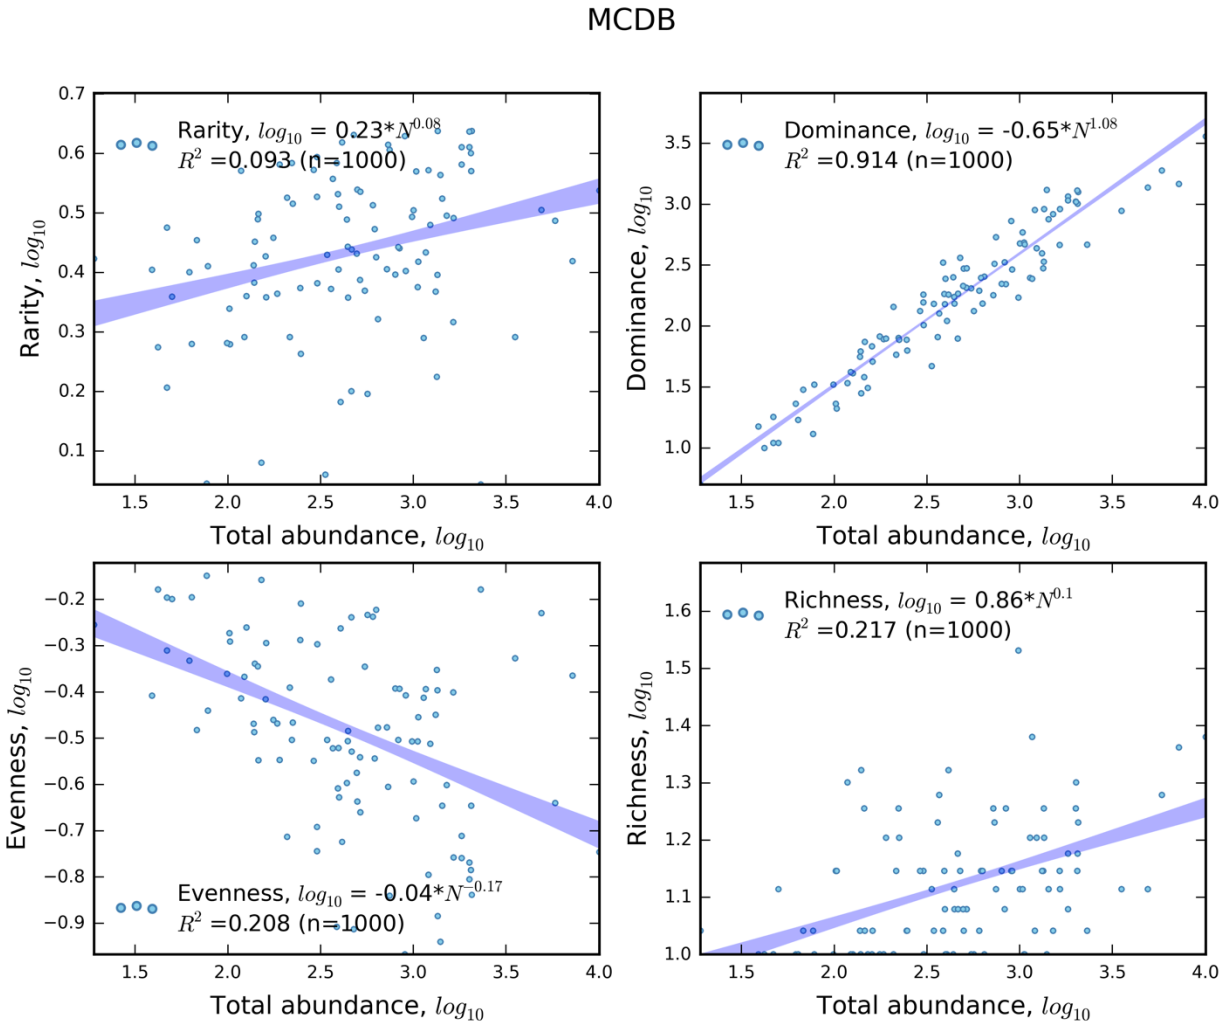 MCDB
Rarity, log10 = 0.23*N^0.08
R^2 =0.093 (n=1000)
0.7
0.6
0.5
0.4
0.3
0.2
0.1
Rarity, log10
1.5 2.0 2.5 3.0 3.5 4.0
Total abundance, log10
Dominance, log10 = -0.65*N^1.08
R^2 =0.914 (n=1000)
3.5
3.0
2.5
2.0
1.5
1.0
Dominance, log10
1.5 2.0 2.5 3.0 3.5 4.0
Total abundance, log10
−0.2
−0.3
−0.4
−0.5
−0.6
−0.7
−0.8
−0.9
Evenness, log10
Evenness, log10 = -0.04*N^−0.17
R^2 =0.208 (n=1000)
1.5 2.0 2.5 3.0 3.5 4.0
Total abundance, log10
Richness, log10 = 0.86*N^0.1
R^2 =0.217 (n=1000)
1.6
1.5
1.4
1.3
1.2
1.1
1.0
Richness, log10
1.5 2.0 2.5 3.0 3.5 4.0
Total abundance, log10